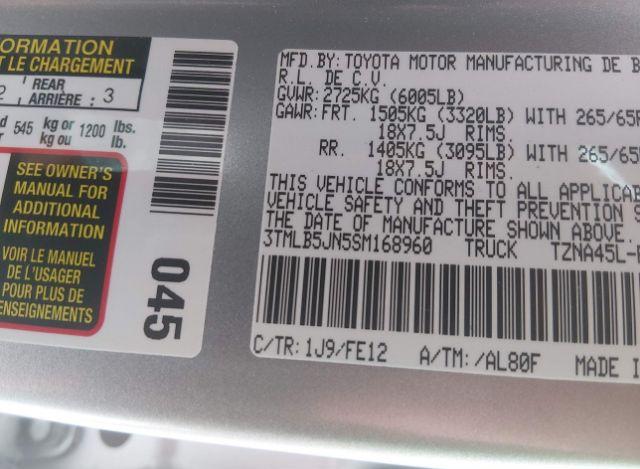 ORMATION
T LE CHARGEMENT
2 REAR
ARRIÈRE : 3
d 545 kg or 1200 lbs.
kg ou lb.
SEE OWNER'S
MANUAL FOR
ADDITIONAL
INFORMATION
VOIR LE MANUEL
DE L'USAGER
POUR PLUS DE
ENSEIGNEMENTS
045
MFD.BY: TOYOTA MOTOR MANUFACTURING DE B
R.L. DE C.V.
GVWR:2725KG (6005LB)
GAWR:FRT. 1505KG (3320LB) WITH 265/65R
18X7.5J RIMS.
RR. 1405KG (3095LB) WITH 265/65
18X7.5J RIMS.
THIS VEHICLE CONFORMS TO ALL APPLICAB
VEHICLE SAFETY AND THEFT PREVENTION
THE DATE OF MANUFACTURE SHOWN ABOVE.
3TMLB5JN5SM168960 TRUCK TZNA45L-
C/TR: 1J9/FE12 A/TM: /AL80F MADE I